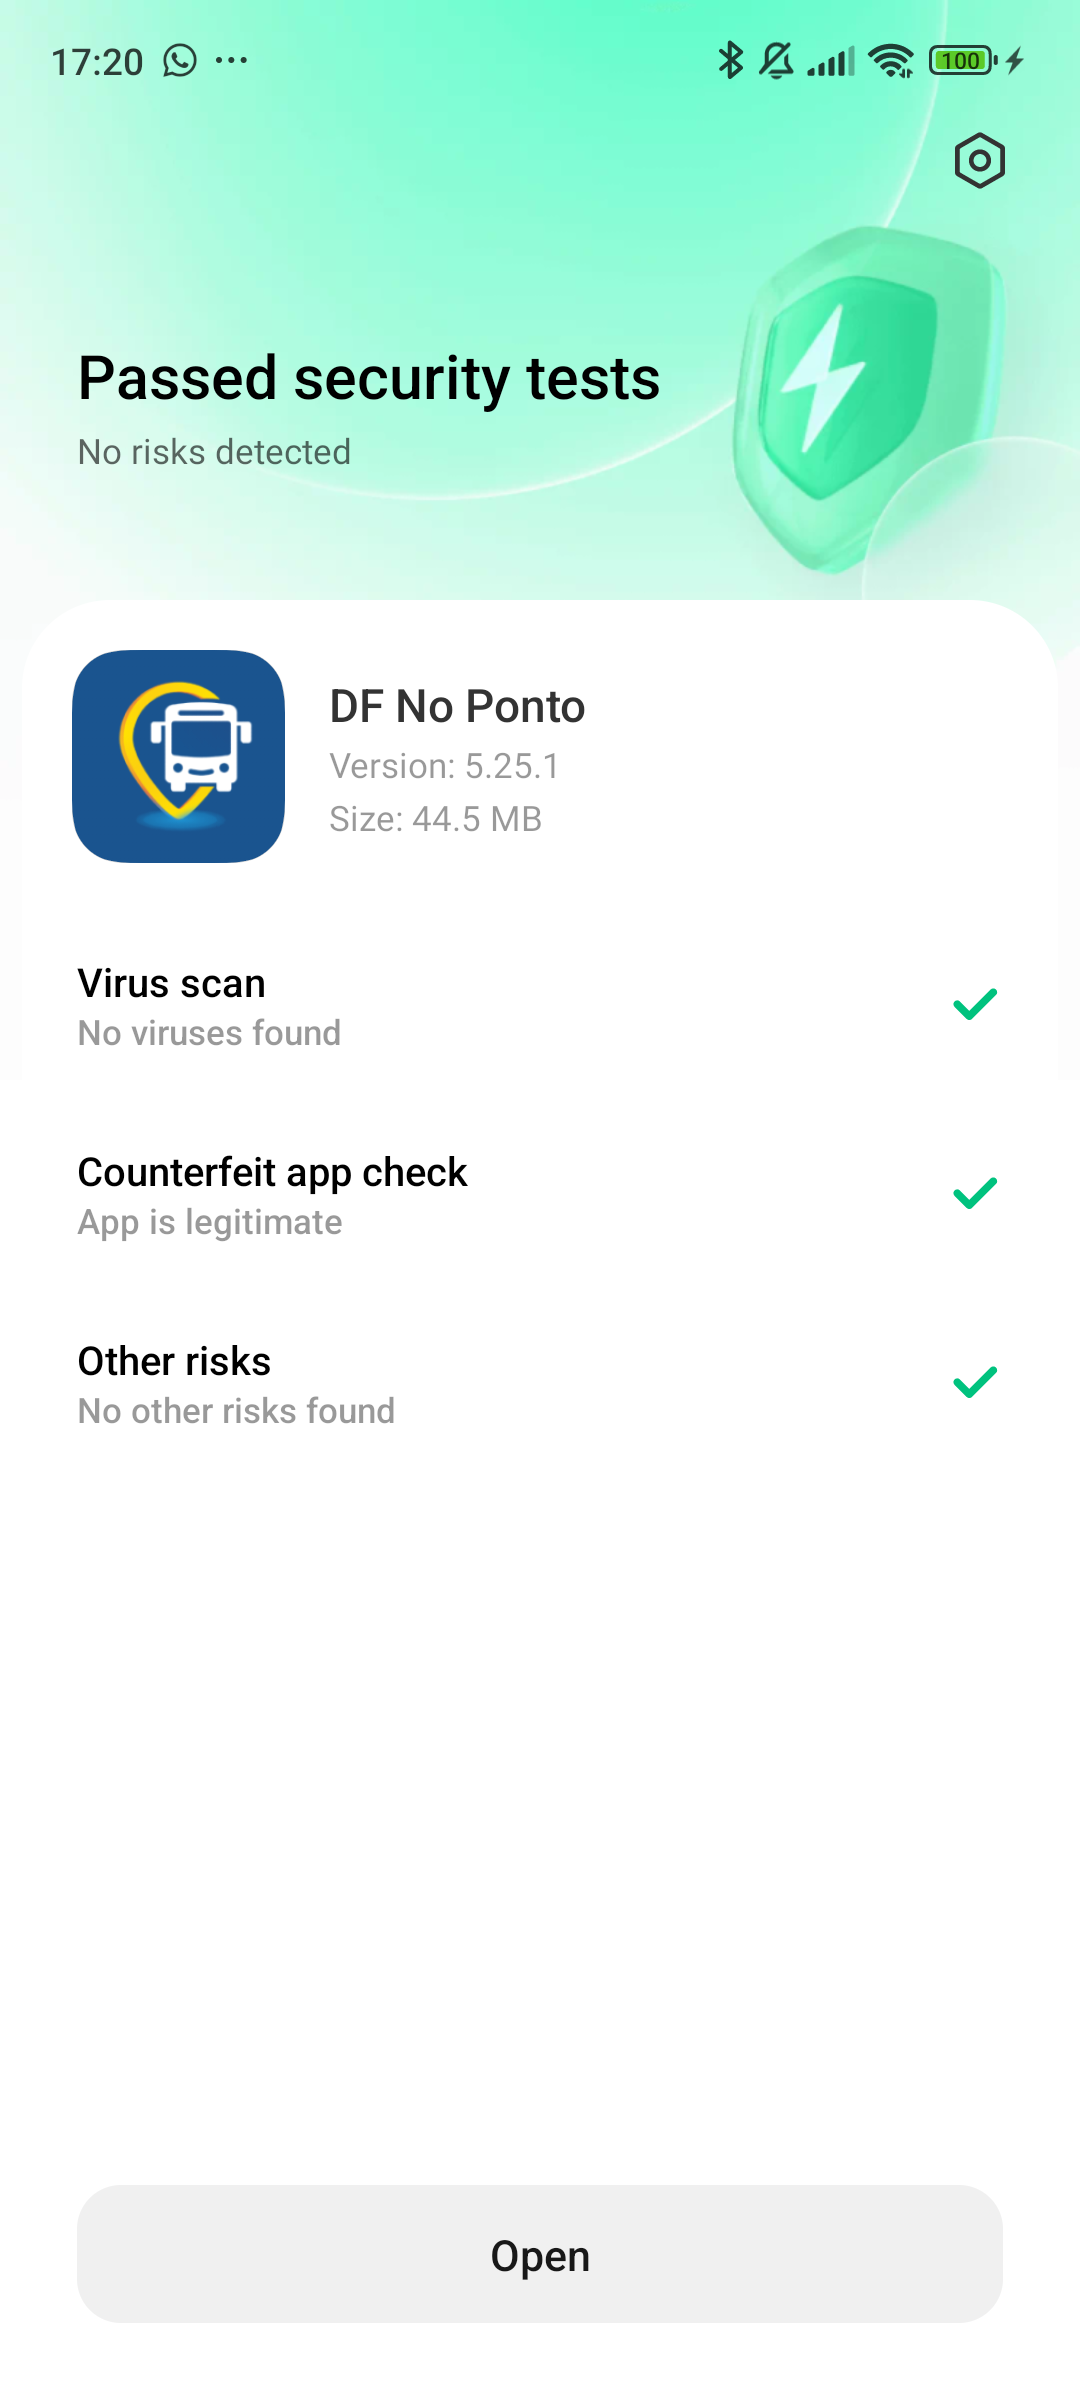 17:20
100
Passed security tests
No risks detected
DF No Ponto
Version: 5.25.1
Size: 44.5 MB
Virus scan
No viruses found
Counterfeit app check
App is legitimate
Other risks
No other risks found
Open